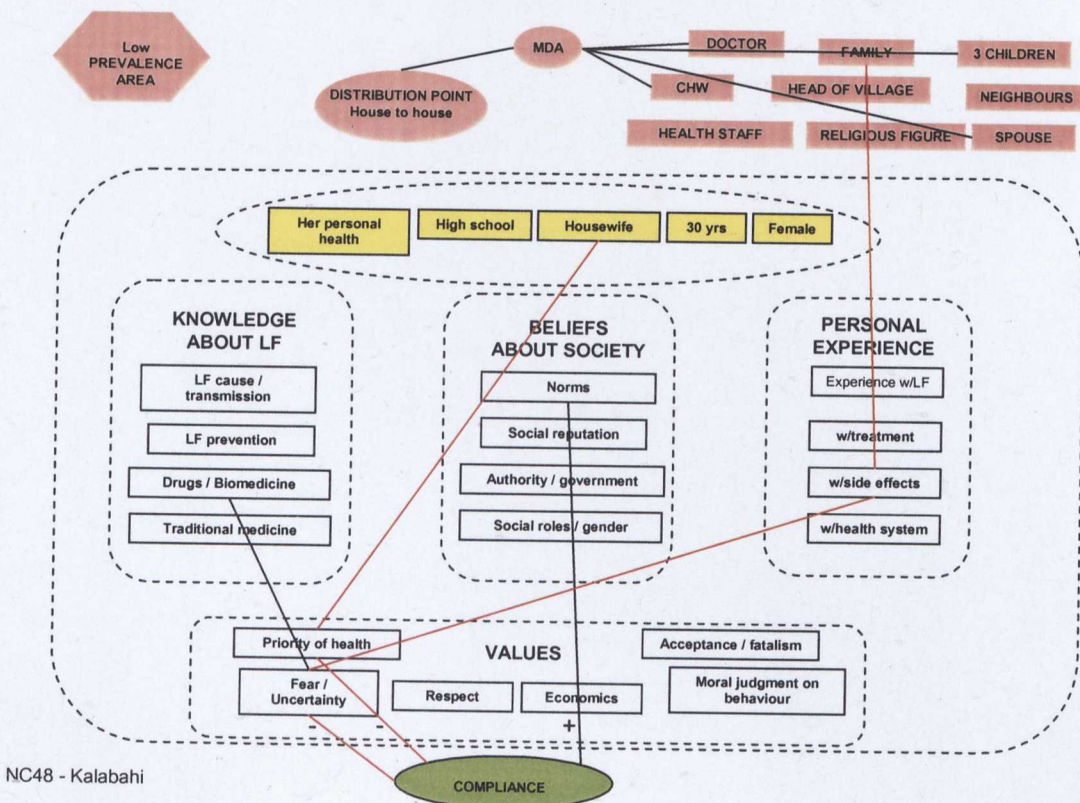 Low
PREVALENCE
AREA
MDA
DISTRIBUTION POINT
House to house
DOCTOR
FAMILY
3 CHILDREN
CHW
HEAD OF VILLAGE
NEIGHBOURS
HEALTH STAFF
RELIGIOUS FIGURE
SPOUSE
Her personal
health
High school
Housewife
30 yrs
Female
KNOWLEDGE
ABOUT LF
LF cause /
transmission
LF prevention
Drugs / Biomedicine
Traditional medicine
BELIEFS
ABOUT SOCIETY
Norms
Social reputation
Authority / government
Social roles / gender
PERSONAL
EXPERIENCE
Experience w/LF
w/treatment
w/side effects
w/health system
Priority of health
VALUES
Acceptance / fatalism
Fear /
Uncertainty
Respect
Economics
Moral judgment on
behaviour
-
+
NC48 - Kalabahi
COMPLIANCE